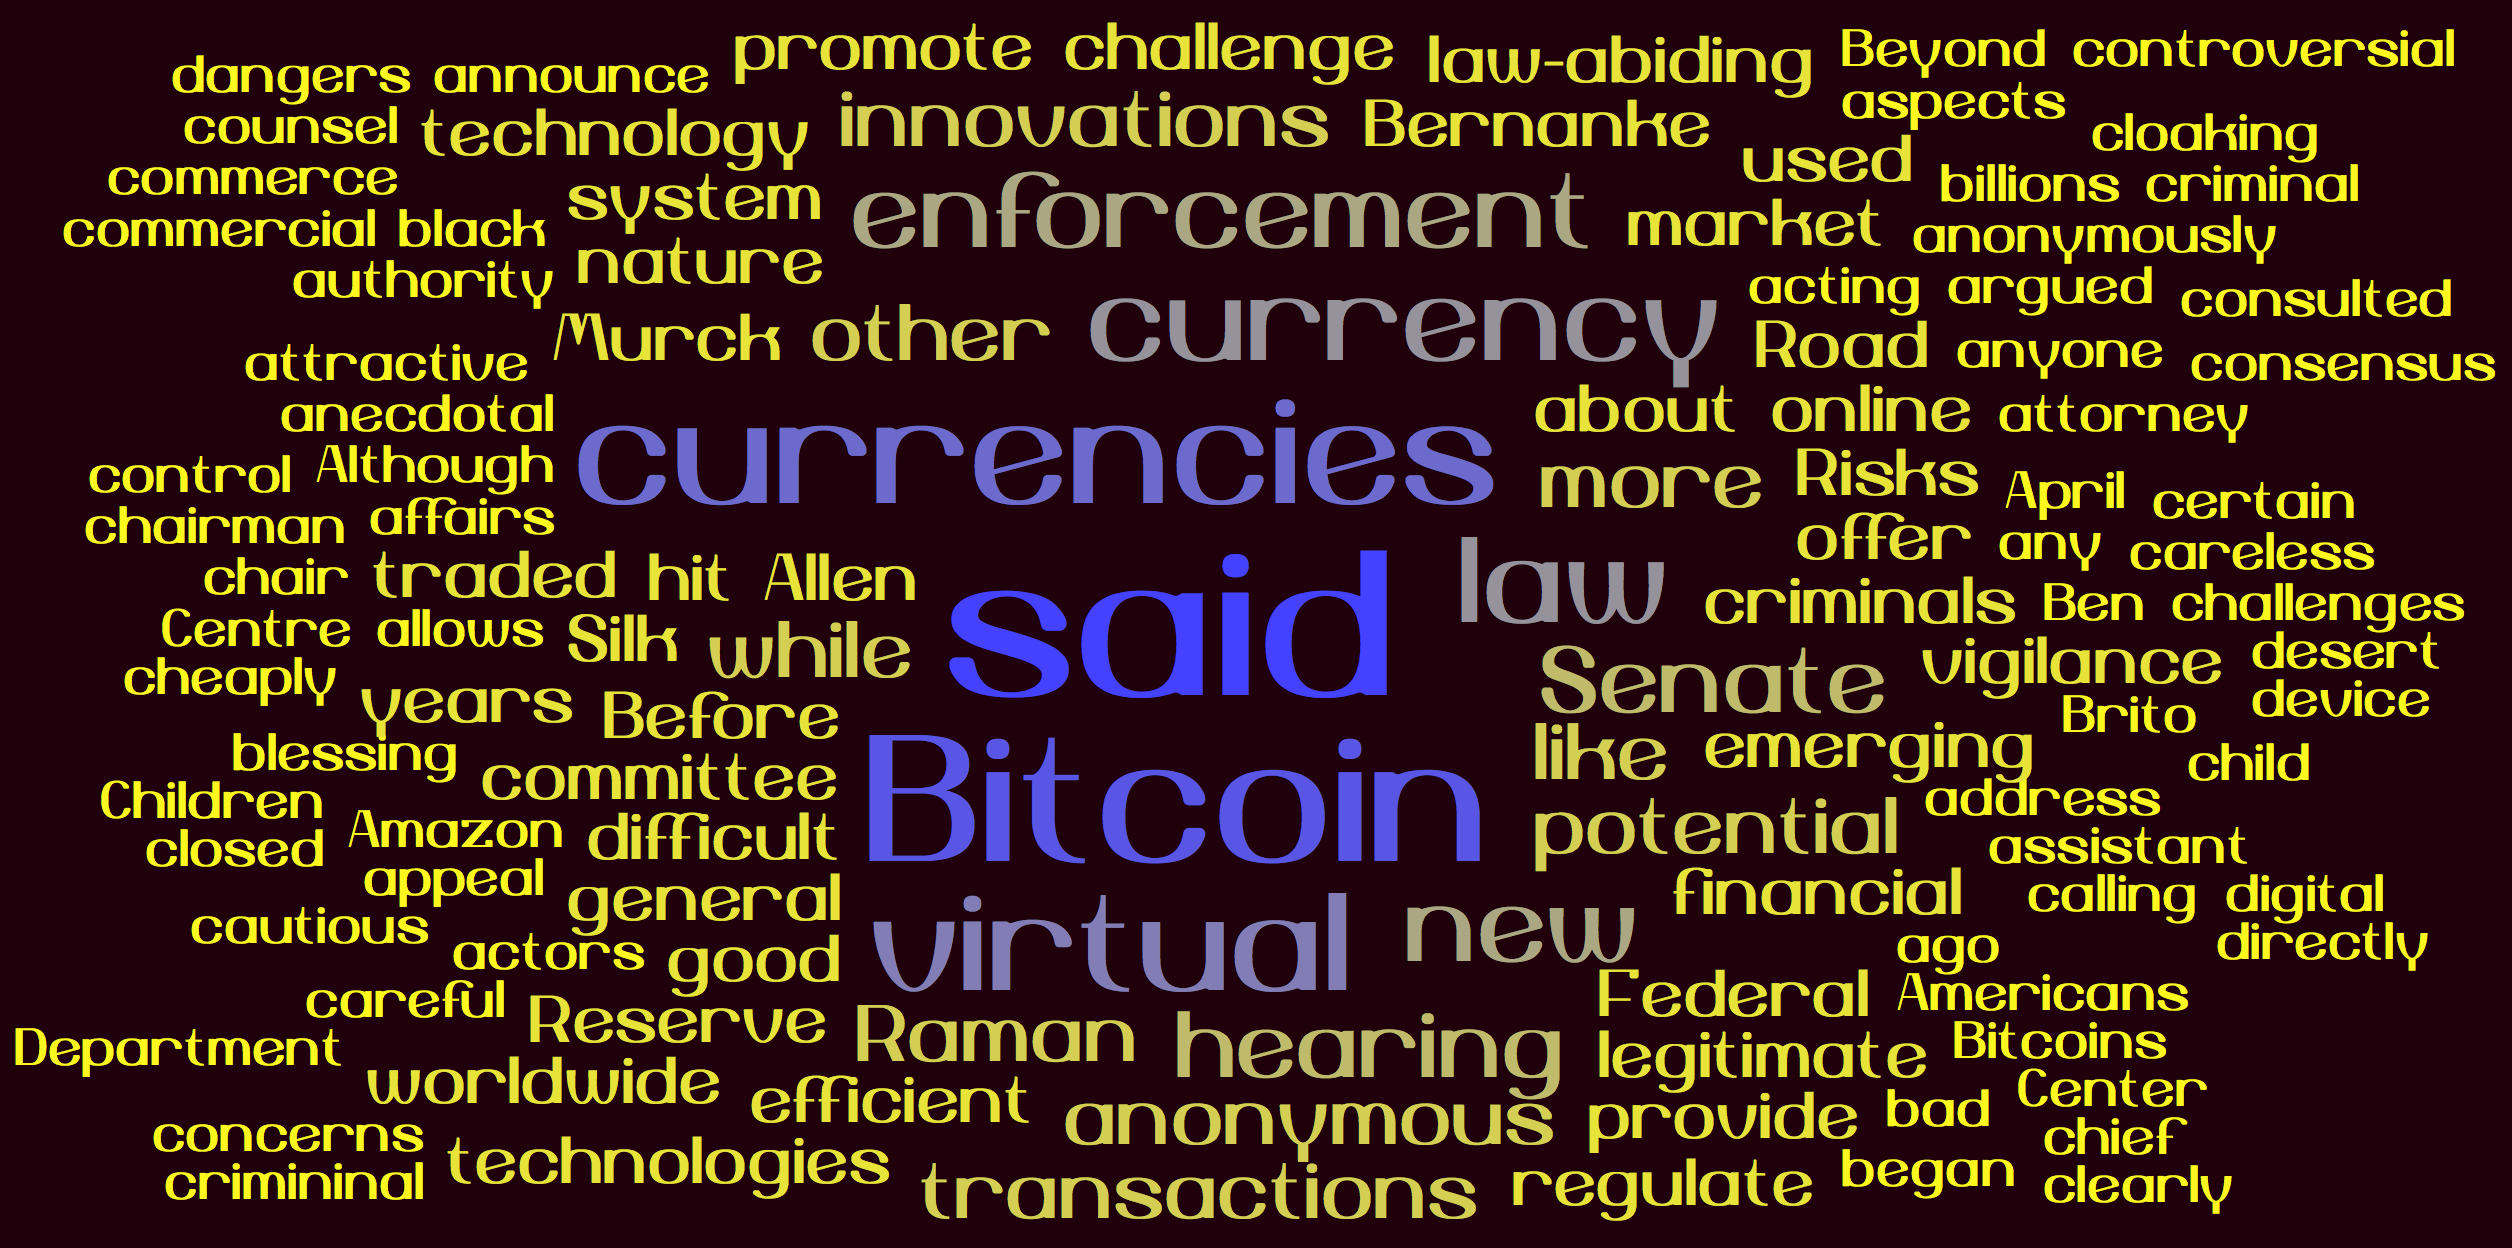 promote challenge law-abiding Beyond controversial
dangers announce
counsel technology innovations Bernanke aspects
commerce system used cloaking
commercial black nature enforcement market billions criminal
authority anonymously
Murck other currency acting argued consulted
attractive Road anyone consensus
anecdotal currencies about online attorney
control Although more Risks April certain
chairman affairs offer any careless
chair traded hit Allen said law criminals Ben challenges
Centre allows Silk while Senate vigilance desert
cheaply years Before Brito device
blessing committee Bitcoin like emerging child
Children Amazon difficult potential address
closed appeal general assistant
cautious actors good virtual new financial calling digital
ago directly
careful Reserve Raman hearing Federal Americans
Department worldwide efficient legitimate Bitcoins
concerns technologies anonymous provide bad Center
chief
crimininal transactions regulate began clearly